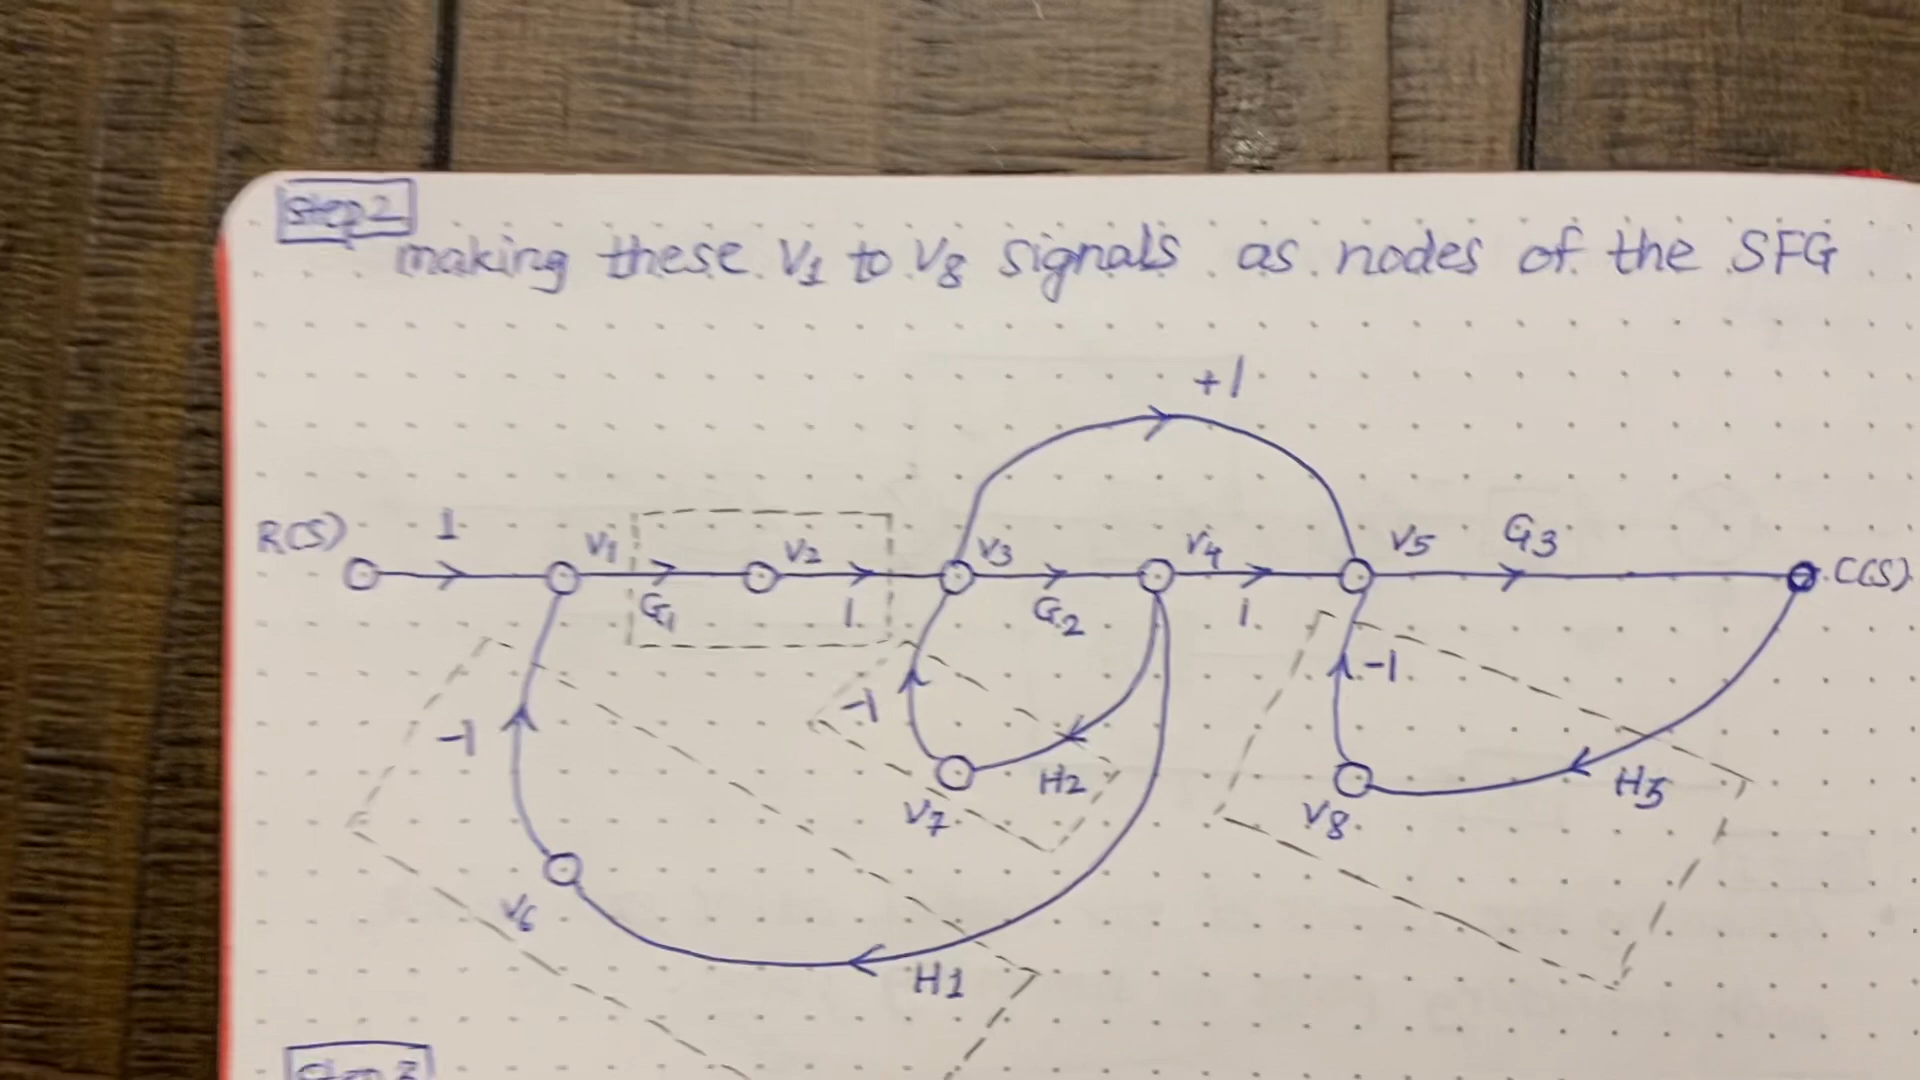 Step 2
making these V1 to V8 signals as nodes of the SFG
+1
R(S) 1 V1 V2 V3 V4 V5 G3 C(S)
G1 1 G2 1
-1 -1 -1
H2 H3
V7 V8
V6
H1